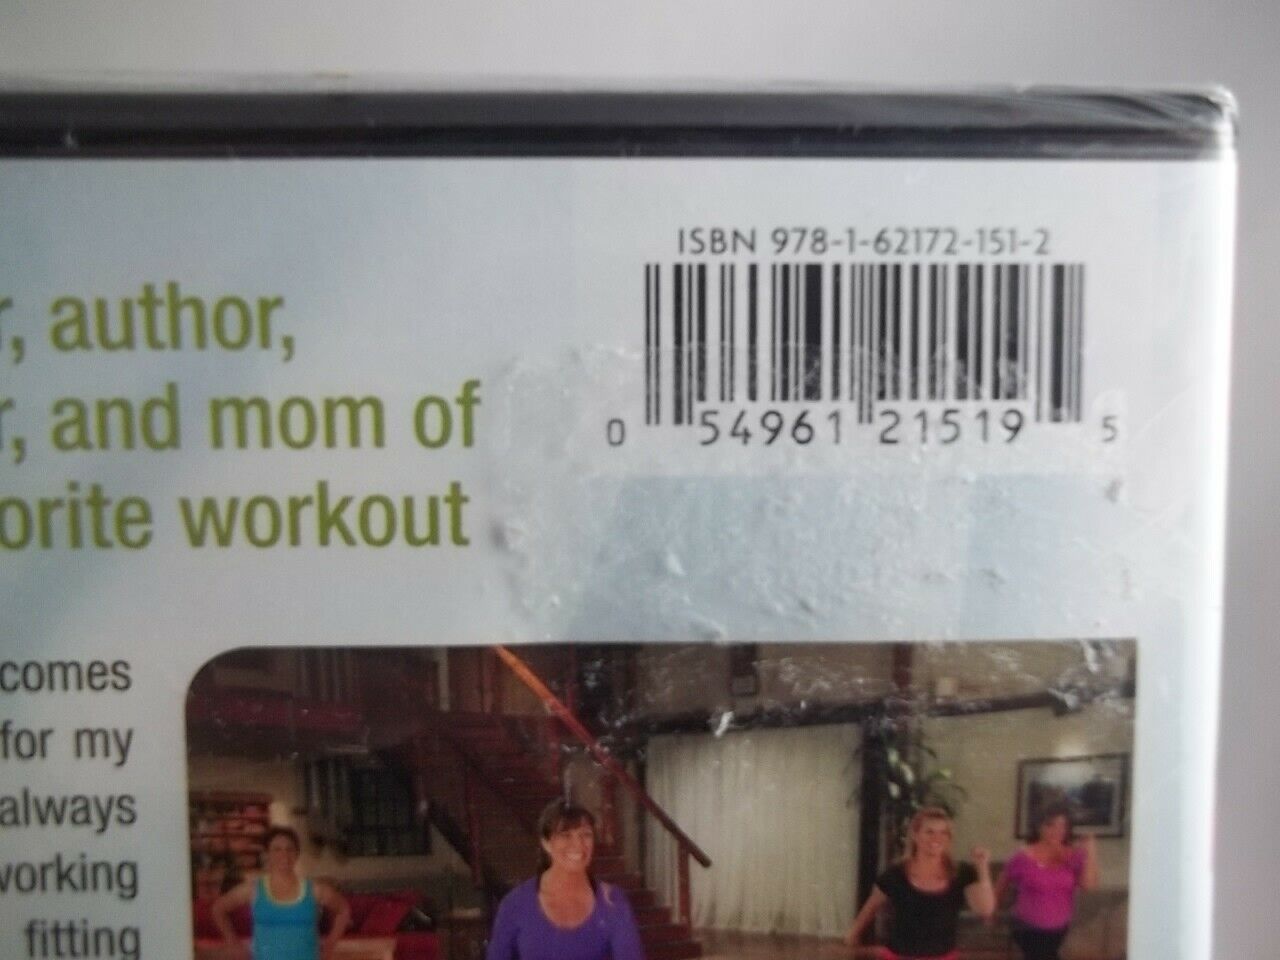 ISBN 978-1-62172-151-2
0 54961 21519 5
r, author,
r, and mom of
orite workout
comes
for my
always
working
fitting